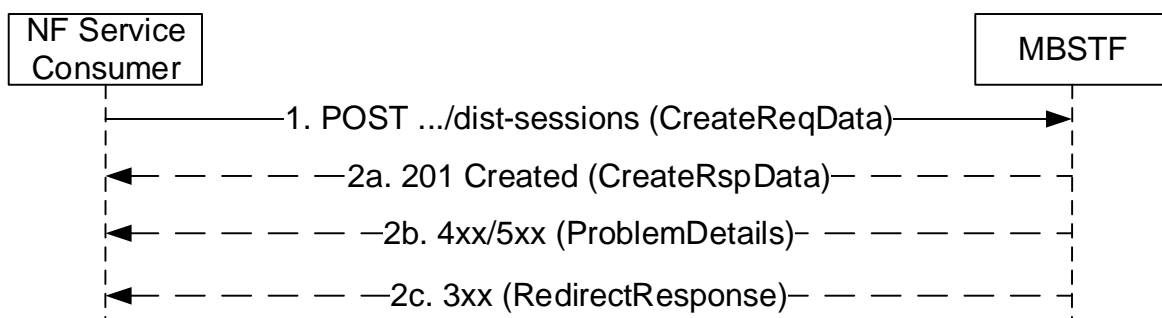 NF Service
Consumer
MBSTF
1. POST .../dist-sessions (CreateReqData)
2a. 201 Created (CreateRspData)
2b. 4xx/5xx (ProblemDetails)
2c. 3xx (RedirectResponse)